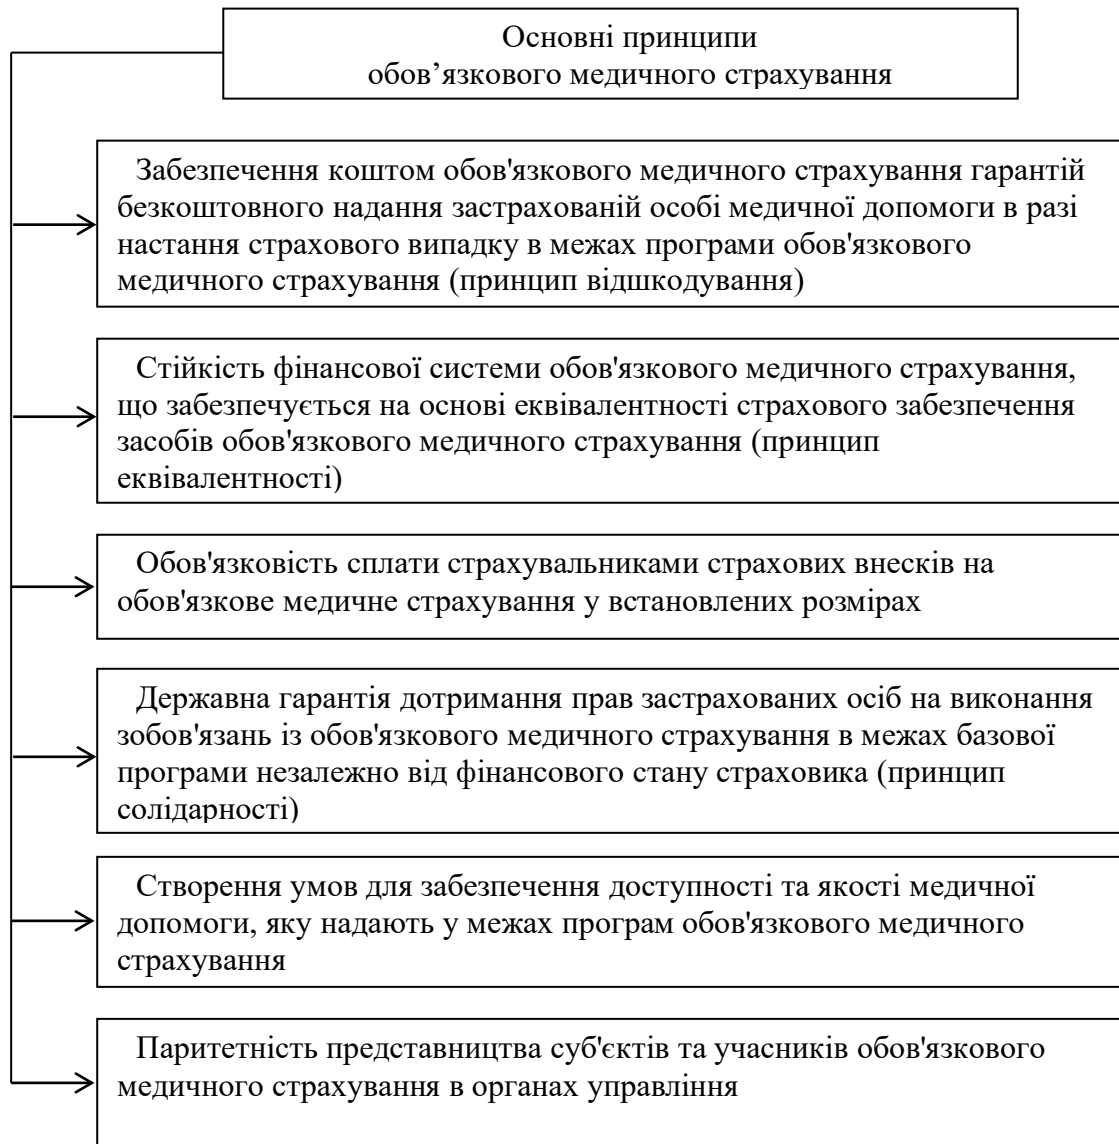 Основні принципи
обов’язкового медичного страхування
Забезпечення коштом обов'язкового медичного страхування гарантій
безкоштовного надання застрахованій особі медичної допомоги в разі
настання страхового випадку в межах програми обов'язкового
медичного страхування (принцип відшкодування)
Стійкість фінансової системи обов'язкового медичного страхування,
що забезпечується на основі еквівалентності страхового забезпечення
засобів обов'язкового медичного страхування (принцип
еквівалентності)
Обов'язковість сплати страхувальниками страхових внесків на
обов'язкове медичне страхування у встановлених розмірах
Державна гарантія дотримання прав застрахованих осіб на виконання
зобов'язань із обов'язкового медичного страхування в межах базової
програми незалежно від фінансового стану страховика (принцип
солідарності)
Створення умов для забезпечення доступності та якості медичної
допомоги, яку надають у межах програм обов'язкового медичного
страхування
Паритетність представництва суб'єктів та учасників обов'язкового
медичного страхування в органах управління